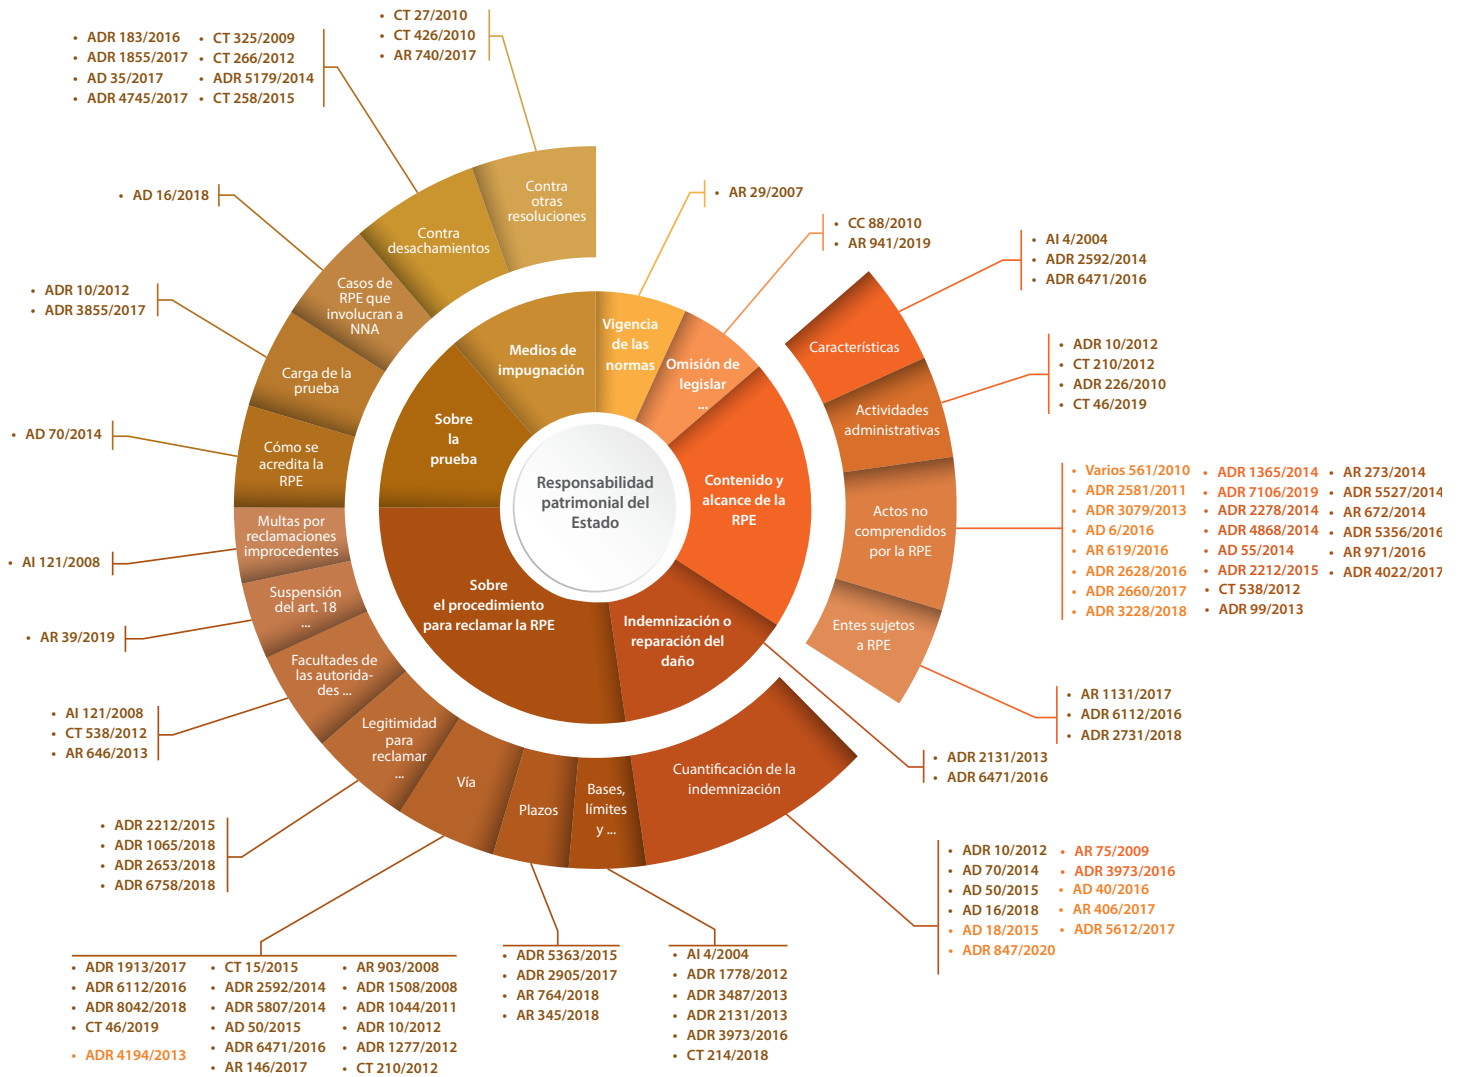 • CT 27/2010
• CT 426/2010
• AR 740/2017
• ADR 183/2016
• ADR 1855/2017
• AD 35/2017
• ADR 4745/2017
• CT 325/2009
• CT 266/2012
• ADR 5179/2014
• CT 258/2015
• AD 16/2018
• ADR 10/2012
• ADR 3855/2017
• AD 70/2014
• AI 121/2008
• AR 39/2019
• AI 121/2008
• CT 538/2012
• AR 646/2013
• ADR 2212/2015
• ADR 1065/2018
• ADR 2653/2018
• ADR 6758/2018
Contra
otras
resoluciones
Contra
desachamientos
Casos de
RPE que
involucran a
NNA
Carga de la
prueba
Cómo se
acredita la
RPE
Multas por
reclamaciones
improcedentes
Suspensión
del art. 18
...
Facultades de
las autorida-
des ...
Legitimidad
para
reclamar
...
Vía
Plazos
Bases,
límites
y ...
Cuantificación de la
indemnización
Medios de
impugnación
Vigencia
de las
normas
Omisión de
legislar
...
Sobre
la
prueba
Responsabilidad
patrimonial del
Estado
Contenido y
alcance de la
RPE
Sobre
el procedimiento
para reclamar la RPE
Indemnización o
reparación del
daño
Características
Actividades
administrativas
Actos no
comprendidos
por la RPE
Entes sujetos
a RPE
• AR 29/2007
• CC 88/2010
• AR 941/2019
• AI 4/2004
• ADR 2592/2014
• ADR 6471/2016
• ADR 10/2012
• CT 210/2012
• ADR 226/2010
• CT 46/2019
• Varios 561/2010
• ADR 2581/2011
• ADR 3079/2013
• AD 6/2016
• AR 619/2016
• ADR 2628/2016
• ADR 2660/2017
• ADR 3228/2018
• ADR 1365/2014
• ADR 7106/2019
• ADR 2278/2014
• ADR 4868/2014
• AD 55/2014
• ADR 2212/2015
• CT 538/2012
• ADR 99/2013
• AR 273/2014
• ADR 5527/2014
• AR 672/2014
• ADR 5356/2016
• AR 971/2016
• ADR 4022/2017
• AR 1131/2017
• ADR 6112/2016
• ADR 2731/2018
• ADR 2131/2013
• ADR 6471/2016
• ADR 10/2012
• AD 70/2014
• AD 50/2015
• AD 16/2018
• AD 18/2015
• ADR 847/2020
• AR 75/2009
• ADR 3973/2016
• AD 40/2016
• AR 406/2017
• ADR 5612/2017
• ADR 1913/2017
• ADR 6112/2016
• ADR 8042/2018
• CT 46/2019
• ADR 4194/2013
• CT 15/2015
• ADR 2592/2014
• ADR 5807/2014
• AD 50/2015
• ADR 6471/2016
• AR 146/2017
• AR 903/2008
• ADR 1508/2008
• ADR 1044/2011
• ADR 10/2012
• ADR 1277/2012
• CT 210/2012
• ADR 5363/2015
• ADR 2905/2017
• AR 764/2018
• AR 345/2018
• AI 4/2004
• ADR 1778/2012
• ADR 3487/2013
• ADR 2131/2013
• ADR 3973/2016
• CT 214/2018